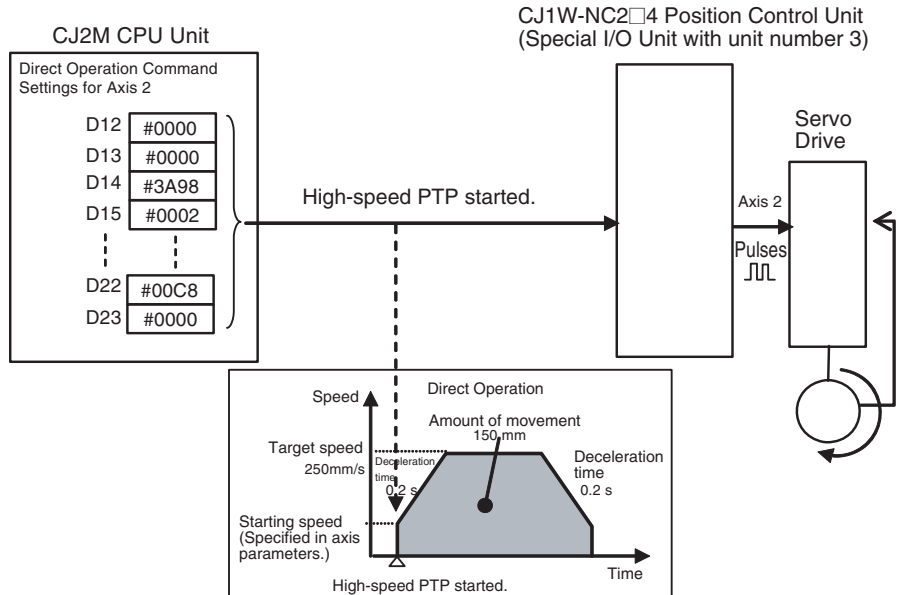 CJ2M CPU Unit
Direct Operation Command
Settings for Axis 2
D12 #0000
D13 #0000
D14 #3A98
D15 #0002
D22 #00C8
D23 #0000
High-speed PTP started.
CJ1W-NC2□4 Position Control Unit
(Special I/O Unit with unit number 3)
Axis 2
Pulses
Servo
Drive
Direct Operation
Speed
Amount of movement
150 mm
Target speed
250mm/s
Deceleration
time
0.2 s
Deceleration
time
0.2 s
Starting speed
(Specified in axis
parameters.)
Time
High-speed PTP started.